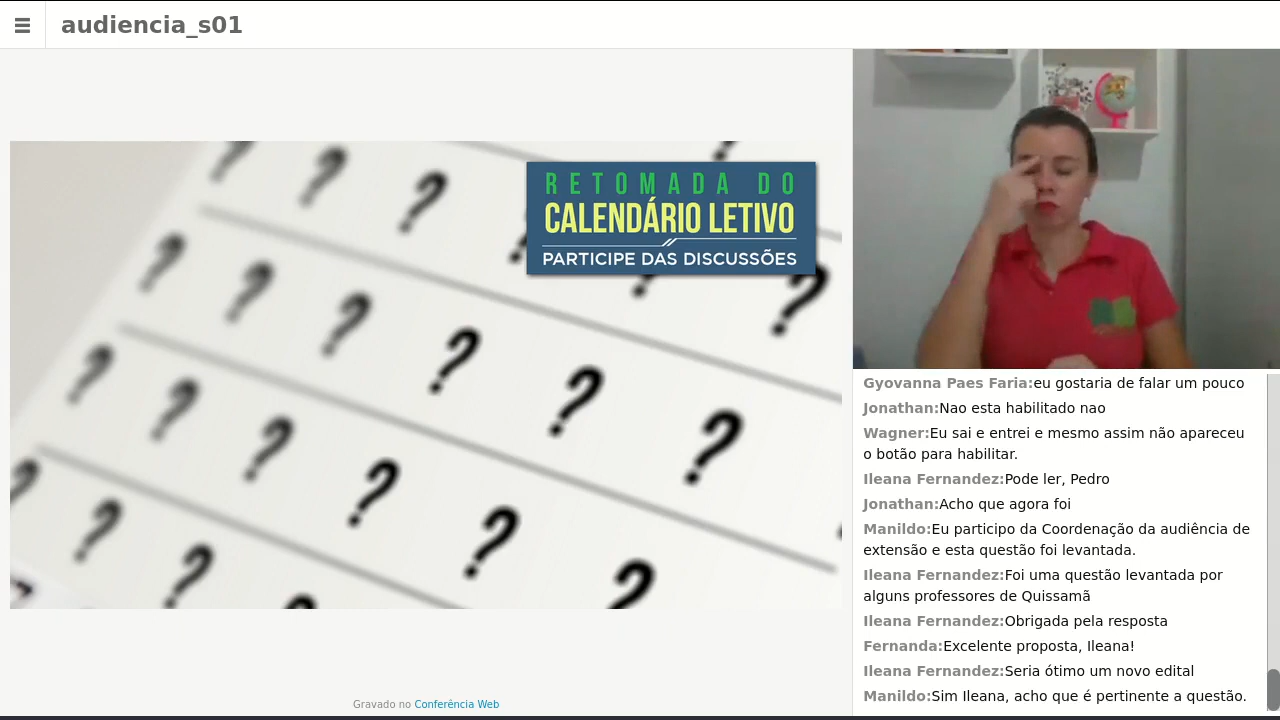 audiencia_s01
RETOMADA DO
CALENDÁRIO LETIVO
PARTICIPE DAS DISCUSSÕES
Gyovanna Paes Faria:eu gostaria de falar um pouco
Jonathan:Nao esta habilitado nao
Wagner:Eu sai e entrei e mesmo assim não apareceu
o botão para habilitar.
Ileana Fernandez:Pode ler, Pedro
Jonathan:Acho que agora foi
Manildo:Eu participo da Coordenação da audiência de
extensão e esta questão foi levantada.
Ileana Fernandez:Foi uma questão levantada por
alguns professores de Quissamã
Ileana Fernandez:Obrigada pela resposta
Fernanda:Excelente proposta, Ileana!
Ileana Fernandez:Seria ótimo um novo edital
Manildo:Sim Ileana, acho que é pertinente a questão.
Gravado no Conferência Web